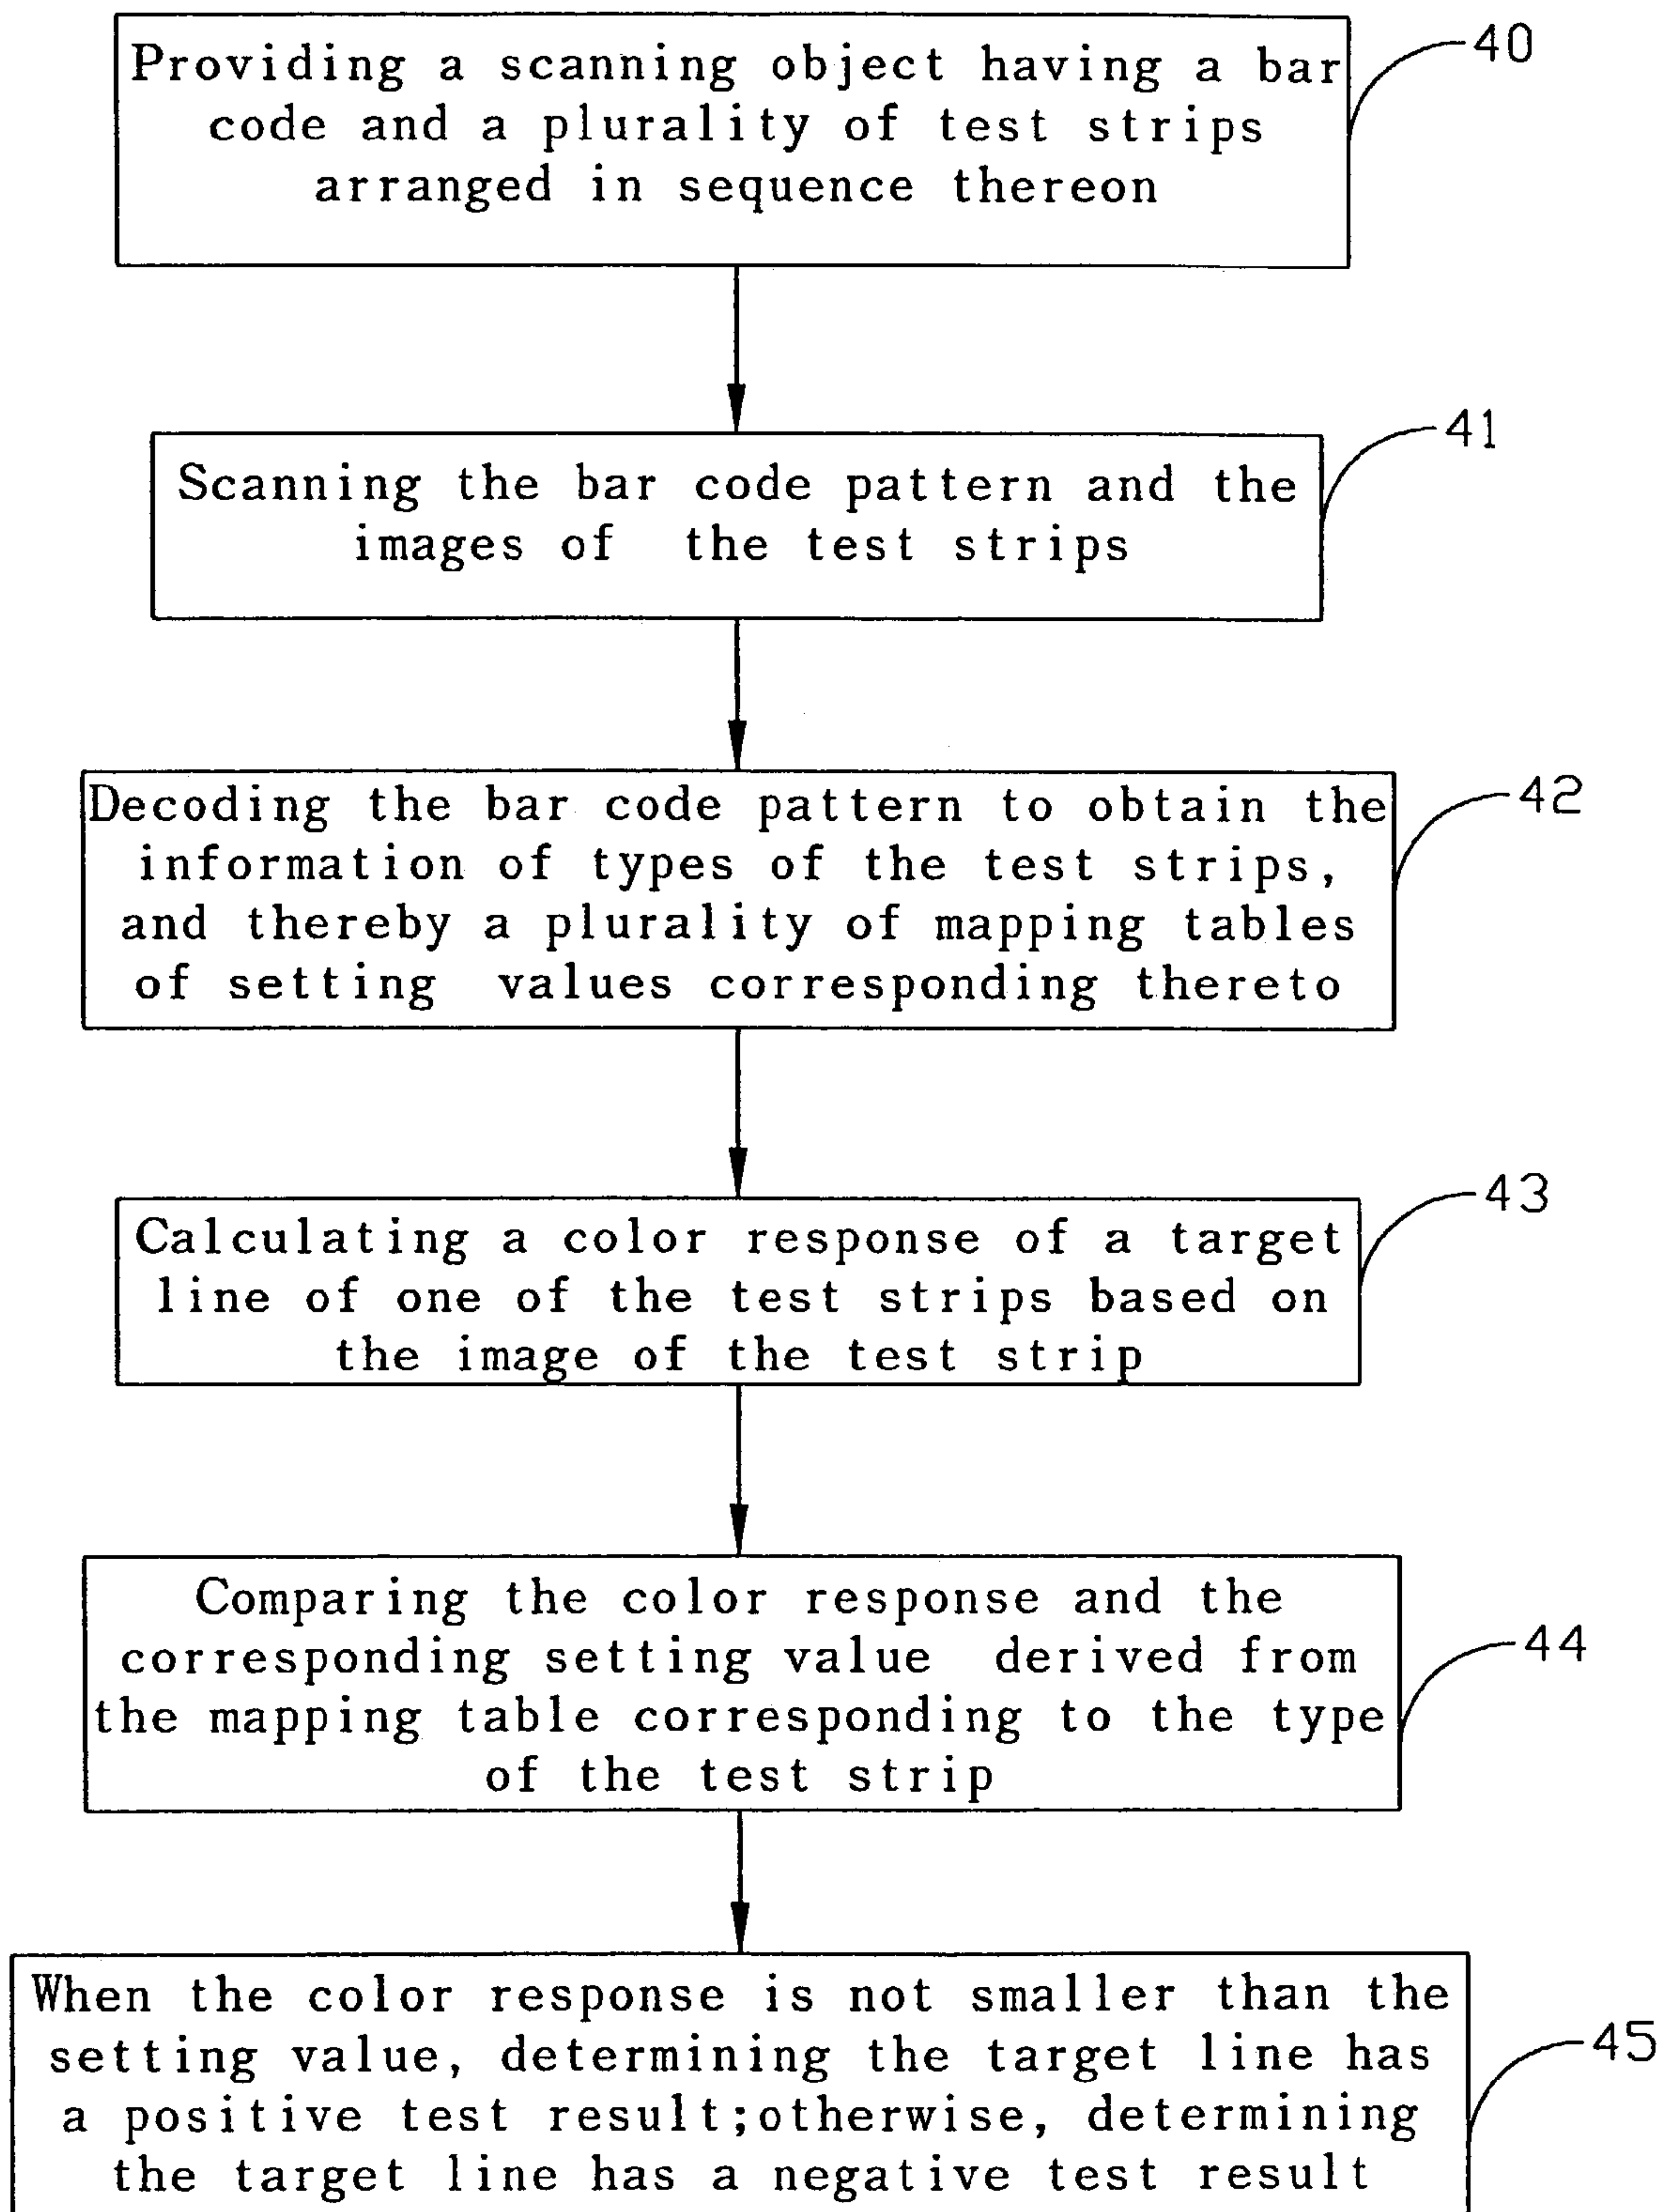 Providing a scanning object having a bar
code and a plurality of test strips
arranged in sequence thereon
40
Scanning the bar code pattern and the
images of the test strips
41
Decoding the bar code pattern to obtain the
information of types of the test strips,
and thereby a plurality of mapping tables
of setting values corresponding thereto
42
Calculating a color response of a target
line of one of the test strips based on
the image of the test strip
43
Comparing the color response and the
corresponding setting value derived from
the mapping table corresponding to the type
of the test strip
44
When the color response is not smaller than the
setting value, determining the target line has
a positive test result;otherwise, determining
the target line has a negative test result
45